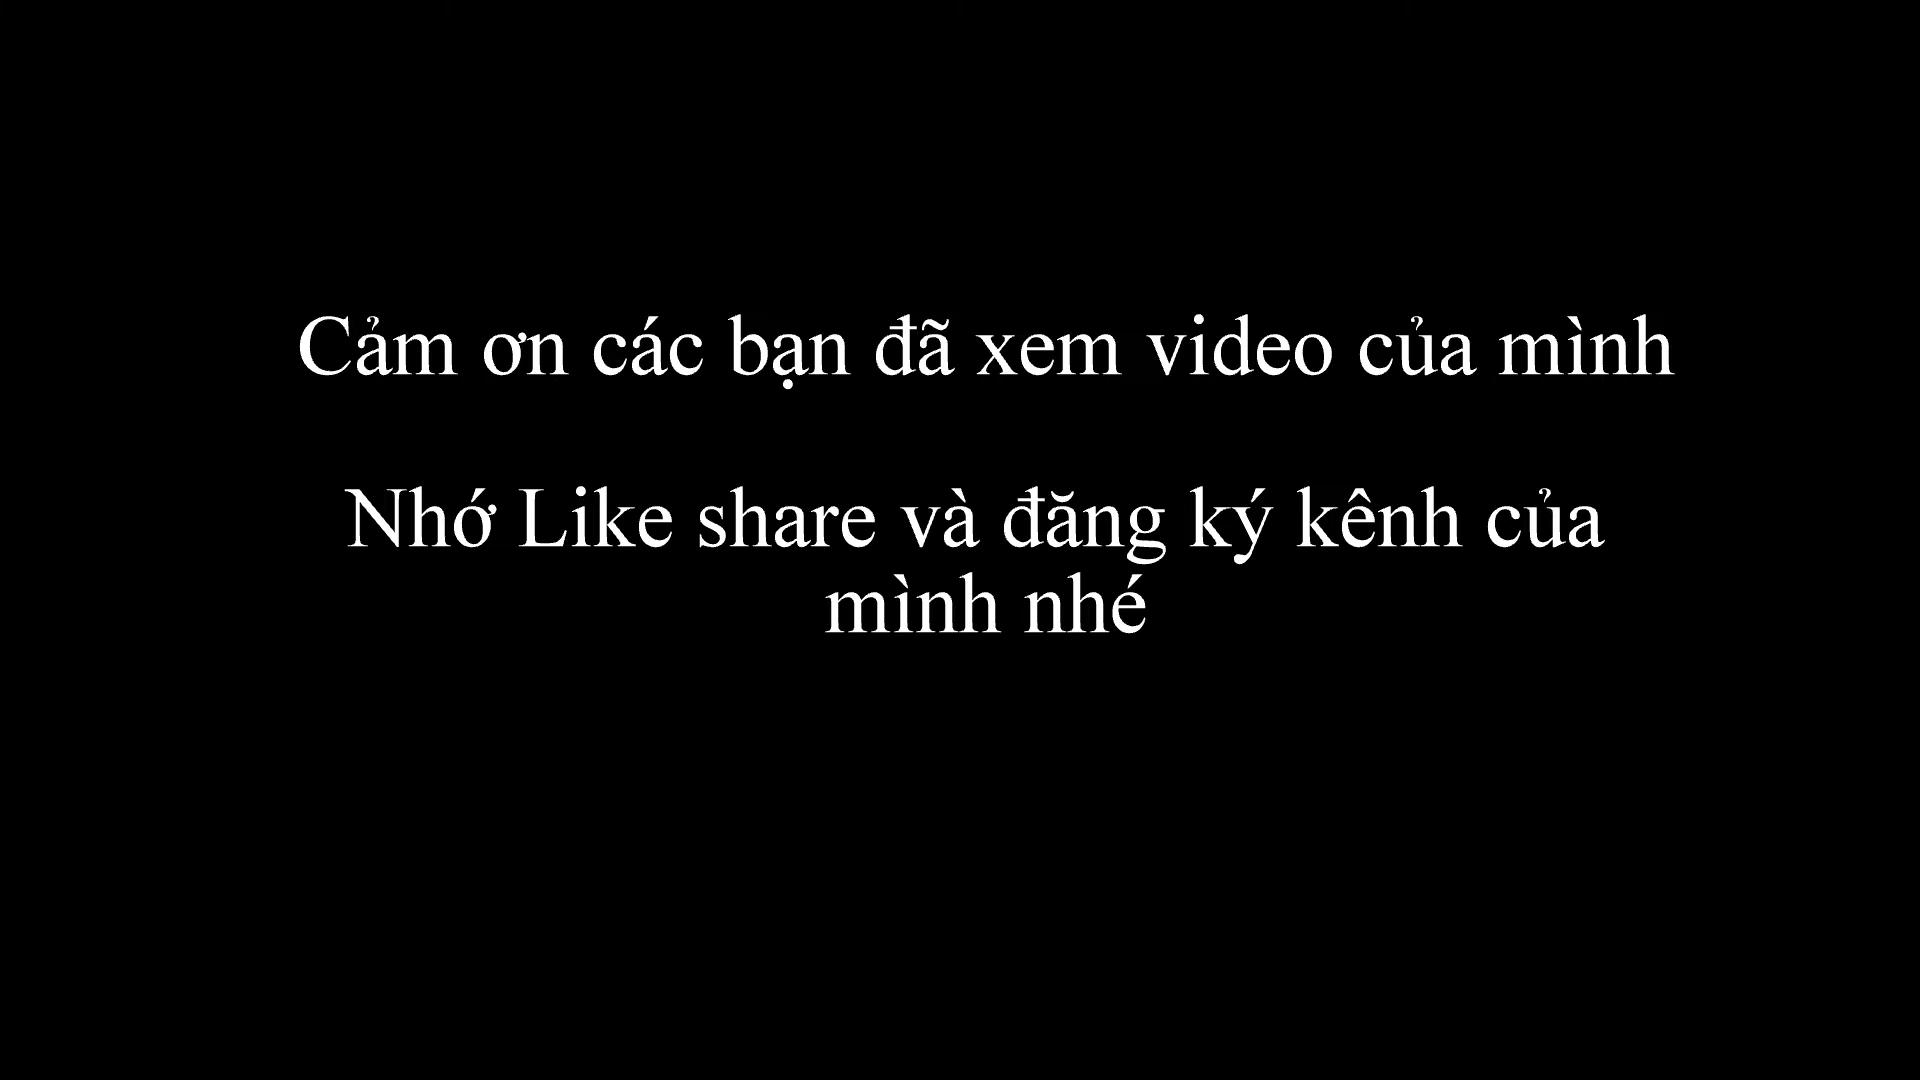 Cảm ơn các bạn đã xem video của mình
Nhớ Like share và đăng ký kênh của
mình nhé